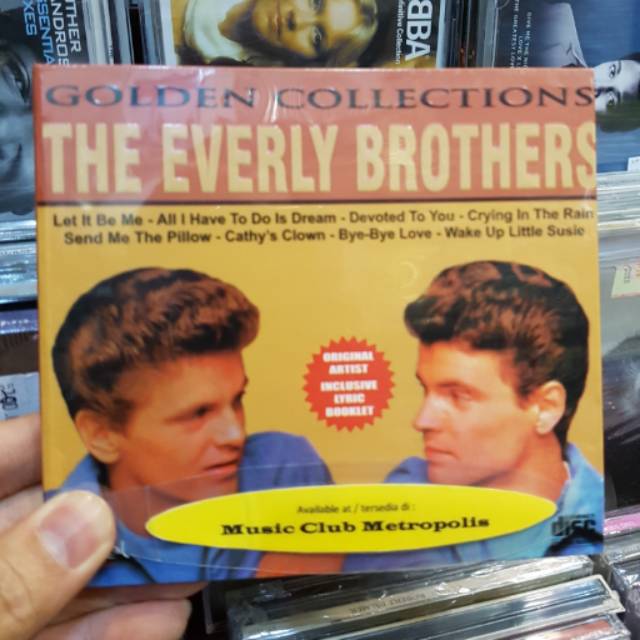 ABBA
GOLDEN COLLECTIONS
THE EVERLY BROTHERS
Let It Be Me - All I Have To Do Is Dream - Devoted To You - Crying In The Rain
Send Me The Pillow - Cathy's Clown - Bye-Bye Love - Wake Up Little Susie
ORIGINAL
ARTIST
INCLUSIVE
LYRIC
BOOKLET
Available at / tersedia di :
Music Club Metropolis
disc